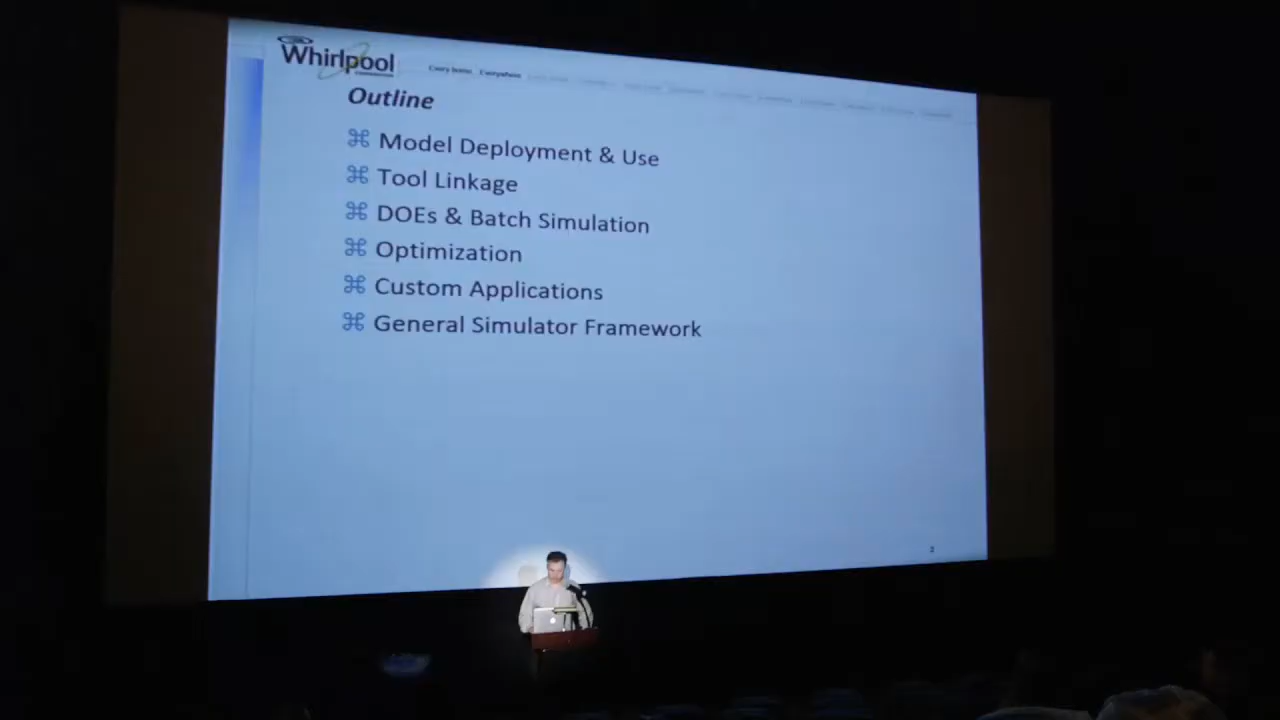 Whirlpool
Every home. Everywhere
Outline
⌘ Model Deployment & Use
⌘ Tool Linkage
⌘ DOEs & Batch Simulation
⌘ Optimization
⌘ Custom Applications
⌘ General Simulator Framework
2